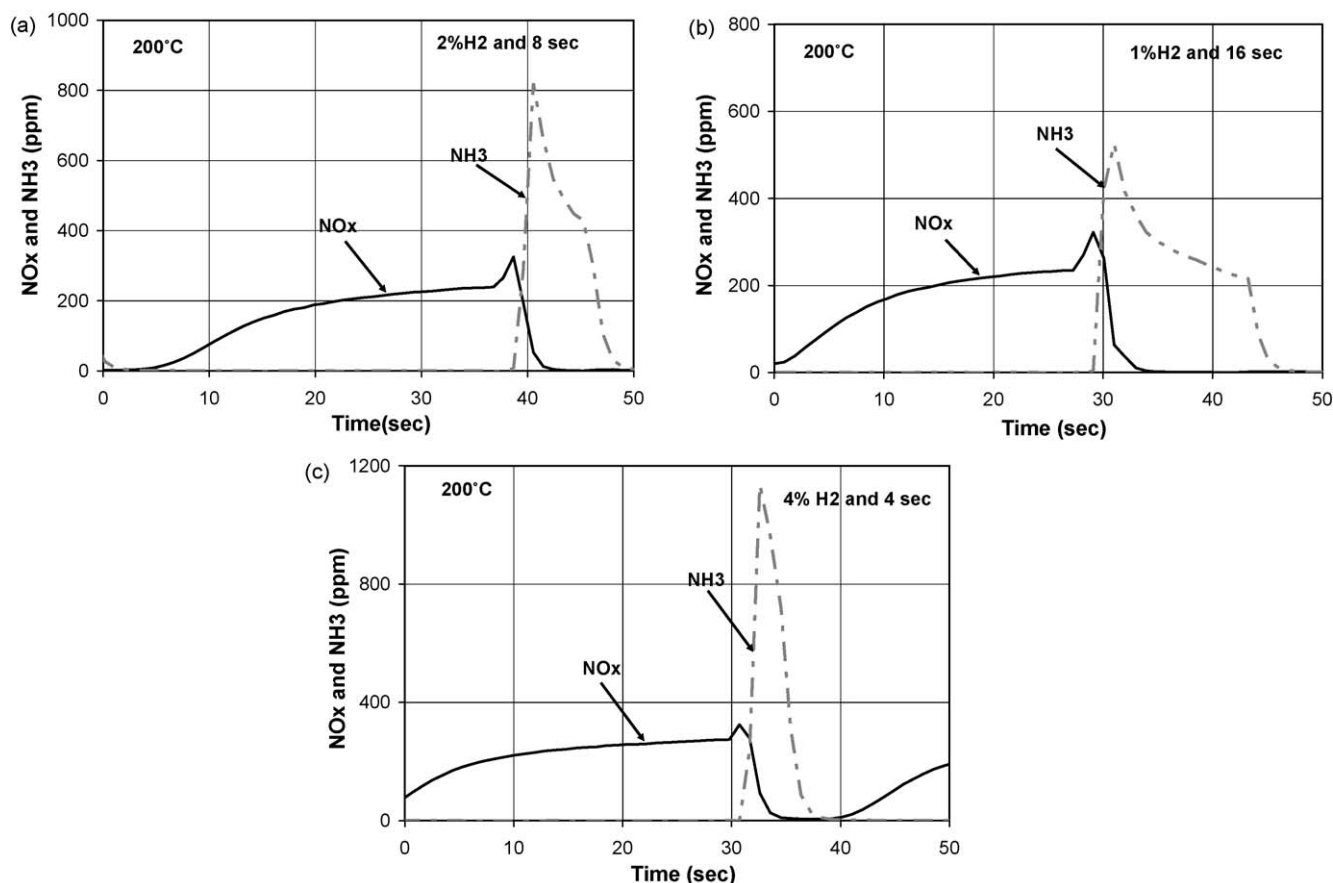 (a)
200°C
2%H2 and 8 sec
NH3
NOx
NOx and NH3 (ppm)
1000
800
600
400
200
0
0 10 20 30 40 50
Time(sec)
(b)
200°C
1%H2 and 16 sec
NH3
NOx
NOx and NH3 (ppm)
800
600
400
200
0
0 10 20 30 40 50
Time (sec)
(c)
200°C
4% H2 and 4 sec
NH3
NOx
NOx and NH3 (ppm)
1200
800
400
0
0 10 20 30 40 50
Time (sec)